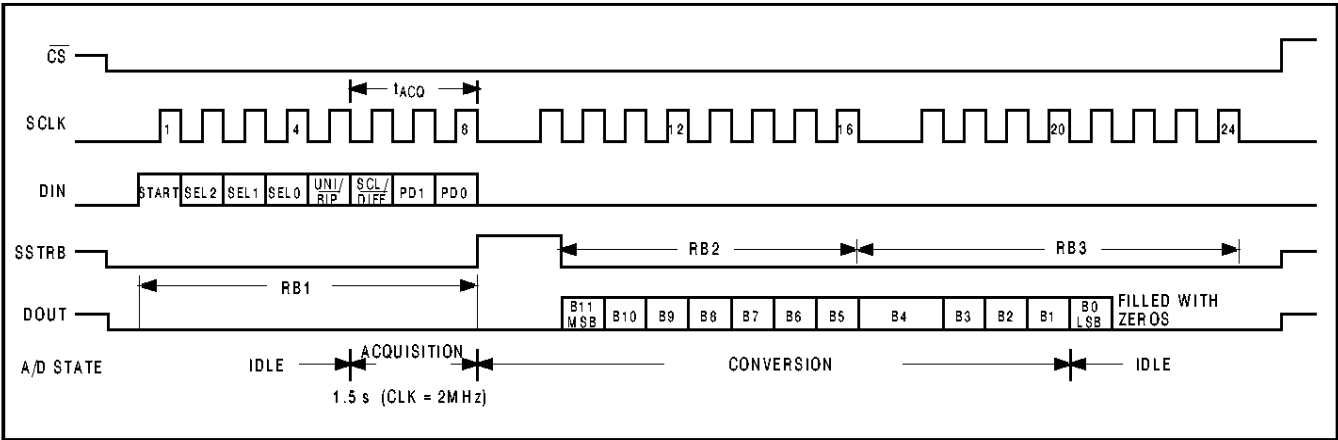 CS
tACQ
SCLK 1 4 8 12 16 20 24
DIN START SEL2 SEL1 SEL0 UNI/BIP SCL/DIFF PD1 PD0
SSTRB RB2 RB3
RB1
DOUT B11 MSB B10 B9 B8 B7 B6 B5 B4 B3 B2 B1 B0 LSB FILLED WITH ZEROS
A/D STATE IDLE ACQUISITION CONVERSION IDLE
1.5 s (CLK = 2MHz)